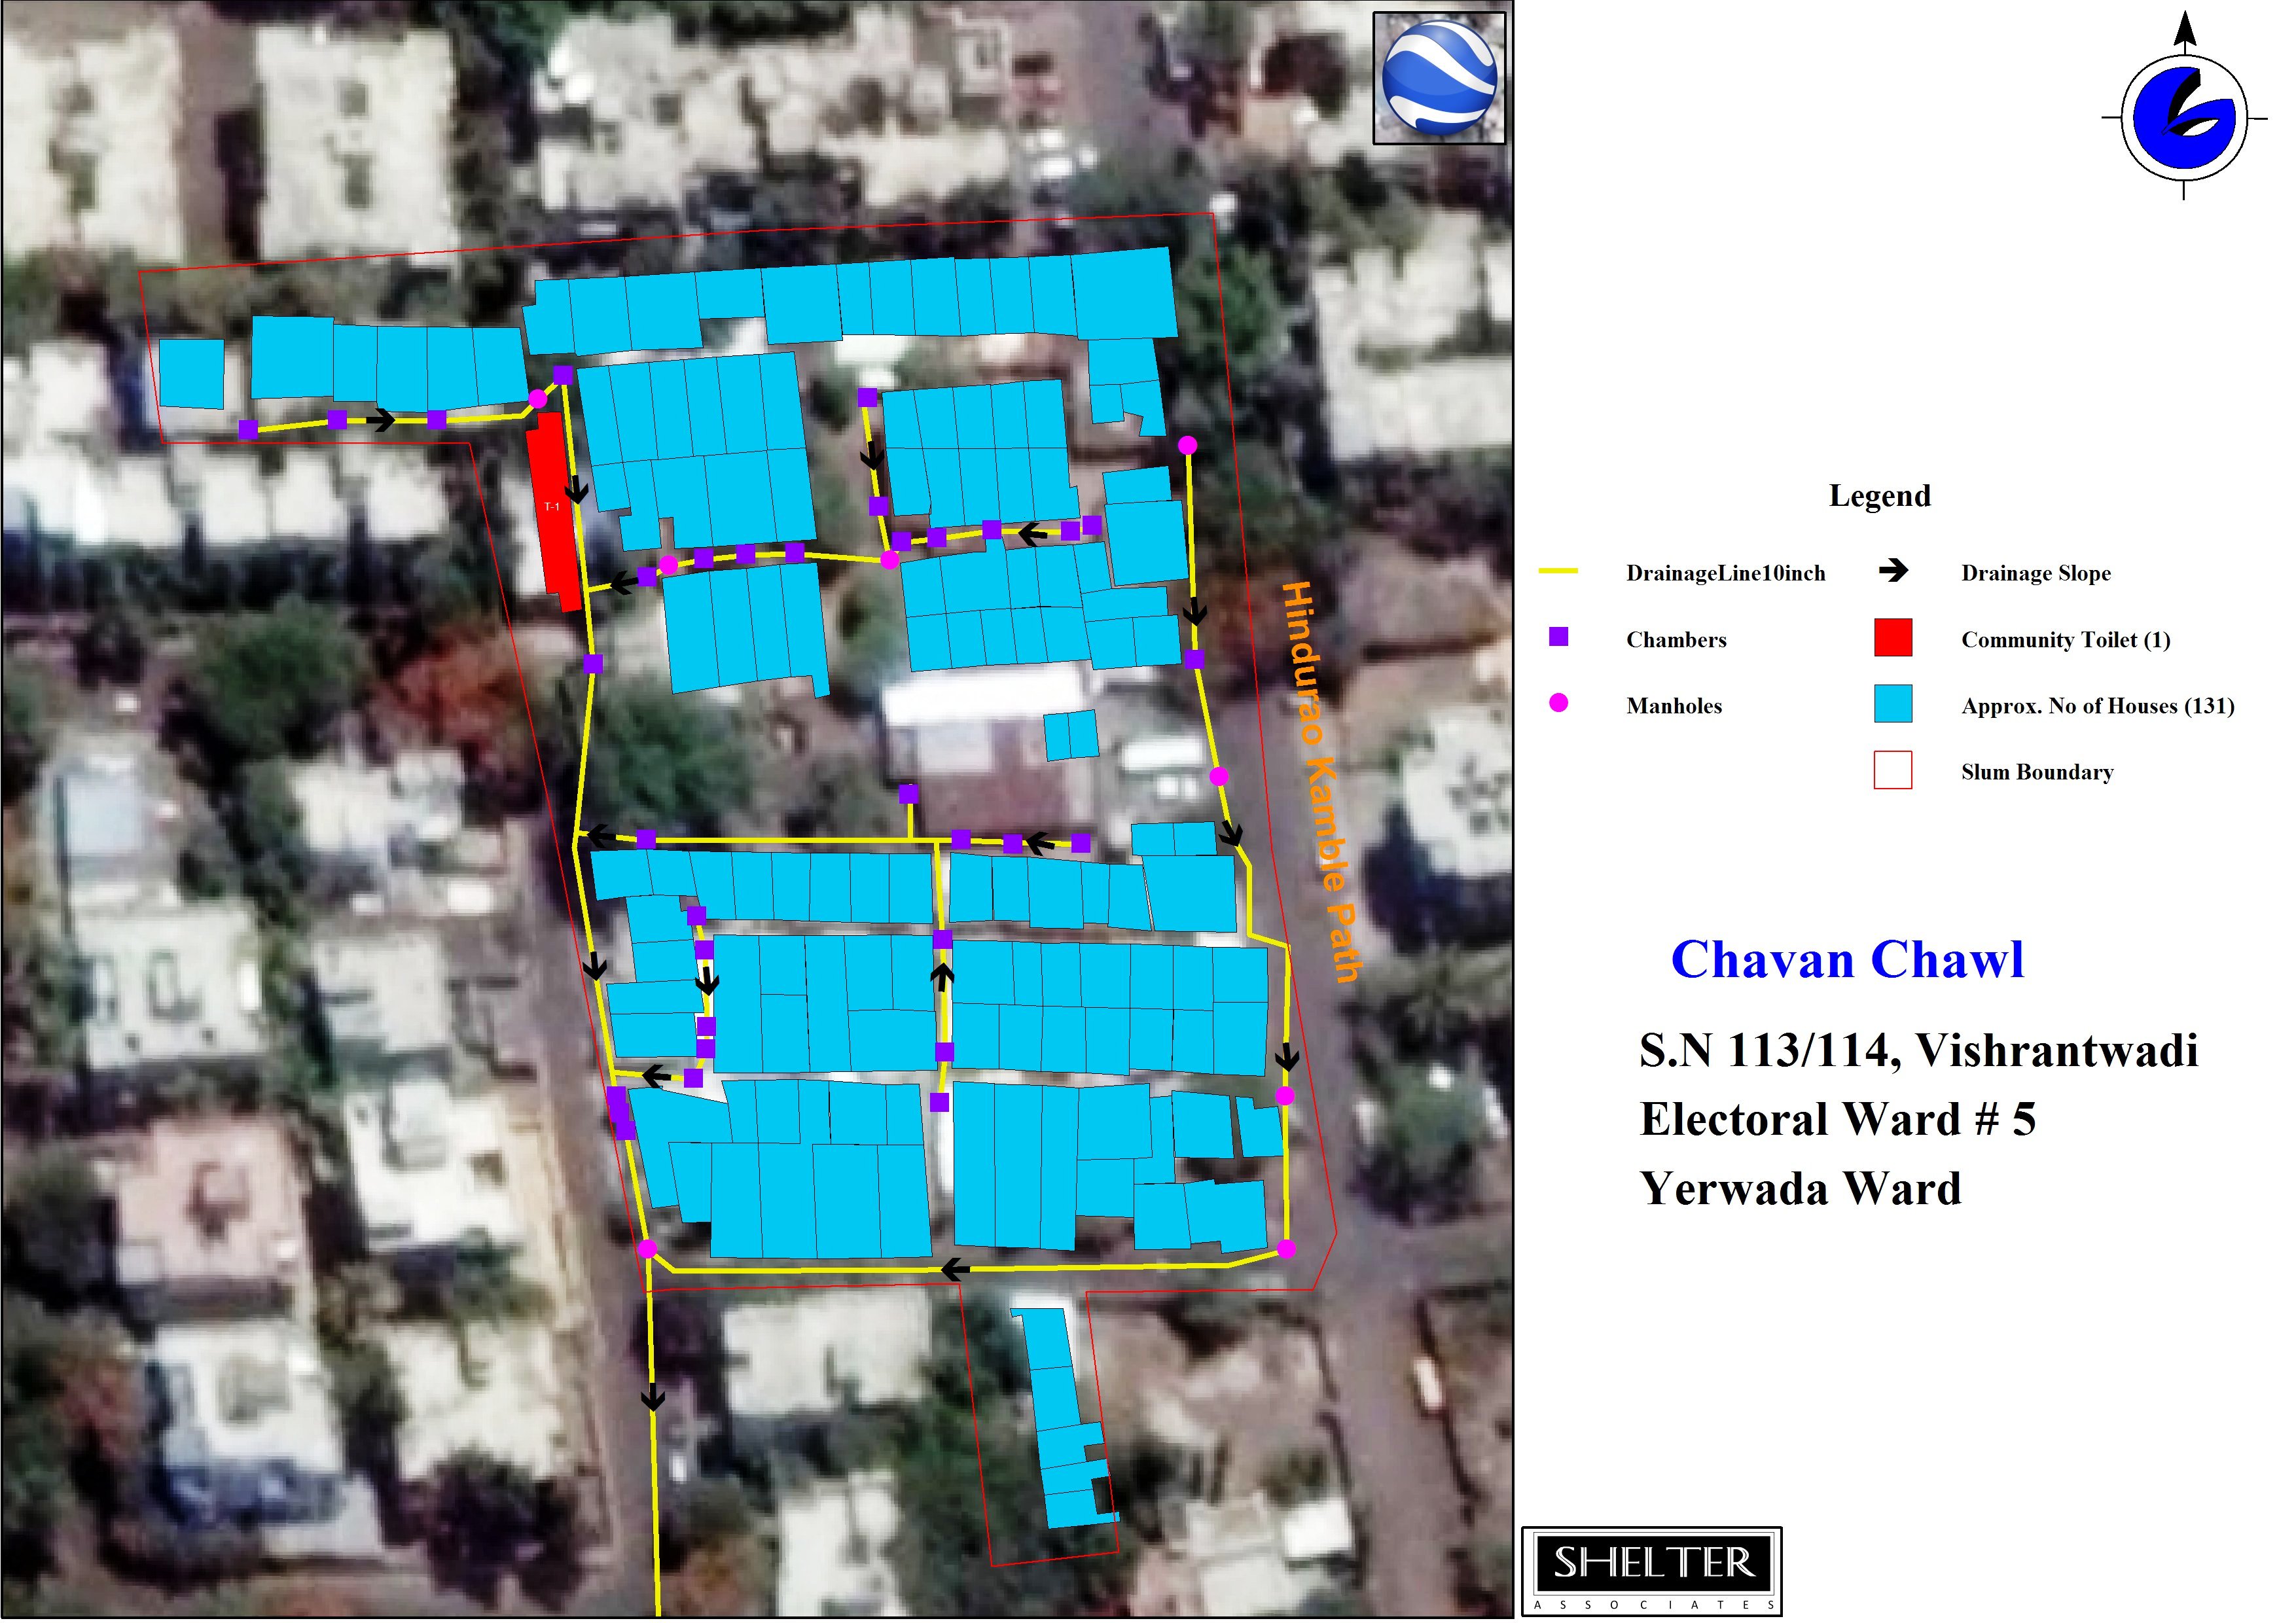 T-1
Hindurao Kamble Path
Legend
DrainageLine10inch
Drainage Slope
Chambers
Community Toilet (1)
Manholes
Approx. No of Houses (131)
Slum Boundary
Chavan Chawl
S.N 113/114, Vishrantwadi
Electoral Ward # 5
Yerwada Ward
SHELTER
ASSOCIATES